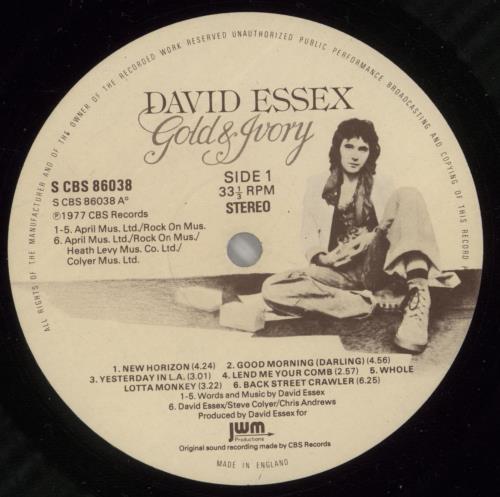 ALL RIGHTS OF THE MANUFACTURER AND OF THE OWNER OF THE RECORDED WORK RESERVED UNAUTHORIZED PUBLIC PERFORMANCE BROADCASTING AND COPYING OF THIS RECORD
DAVID ESSEX
Gold & Ivory
S CBS 86038
S CBS 86038 A°
℗1977 CBS Records
1-5. April Mus. Ltd./Rock On Mus.
6. April Mus. Ltd./Rock On Mus./
Heath Levy Mus. Co. Ltd./
Colyer Mus. Ltd.
SIDE 1
33⅓ RPM
STEREO
1. NEW HORIZON (4.24) 2. GOOD MORNING (DARLING) (4.56)
3. YESTERDAY IN L.A. (3.01) 4. LEND ME YOUR COMB (2.57) 5. WHOLE
LOTTA MONKEY (3.22) 6. BACK STREET CRAWLER (6.25)
1-5. Words and Music by David Essex
6. David Essex/Steve Colyer/Chris Andrews
Produced by David Essex for
jwm
Productions
Original sound recording made by CBS Records
MADE IN ENGLAND